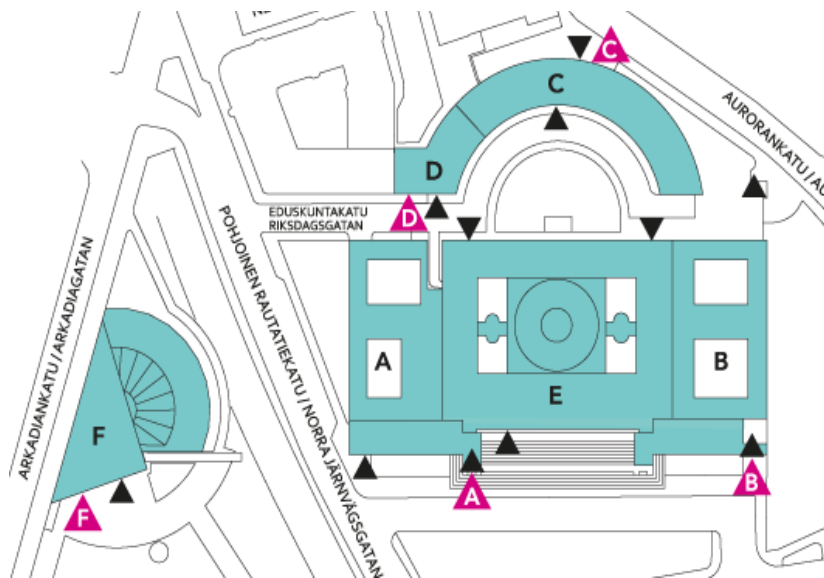 C
C
AURORANKATU / AU
D
D
EDUSKUNTAKATU
RIKSDAGSGATAN
POHJOINEN RAUTATIEKATU / NORRA JÄRNVÄGSGATAN
ARKADIANKATU / ARKADIAGATAN
A
B
E
F
A
B
F